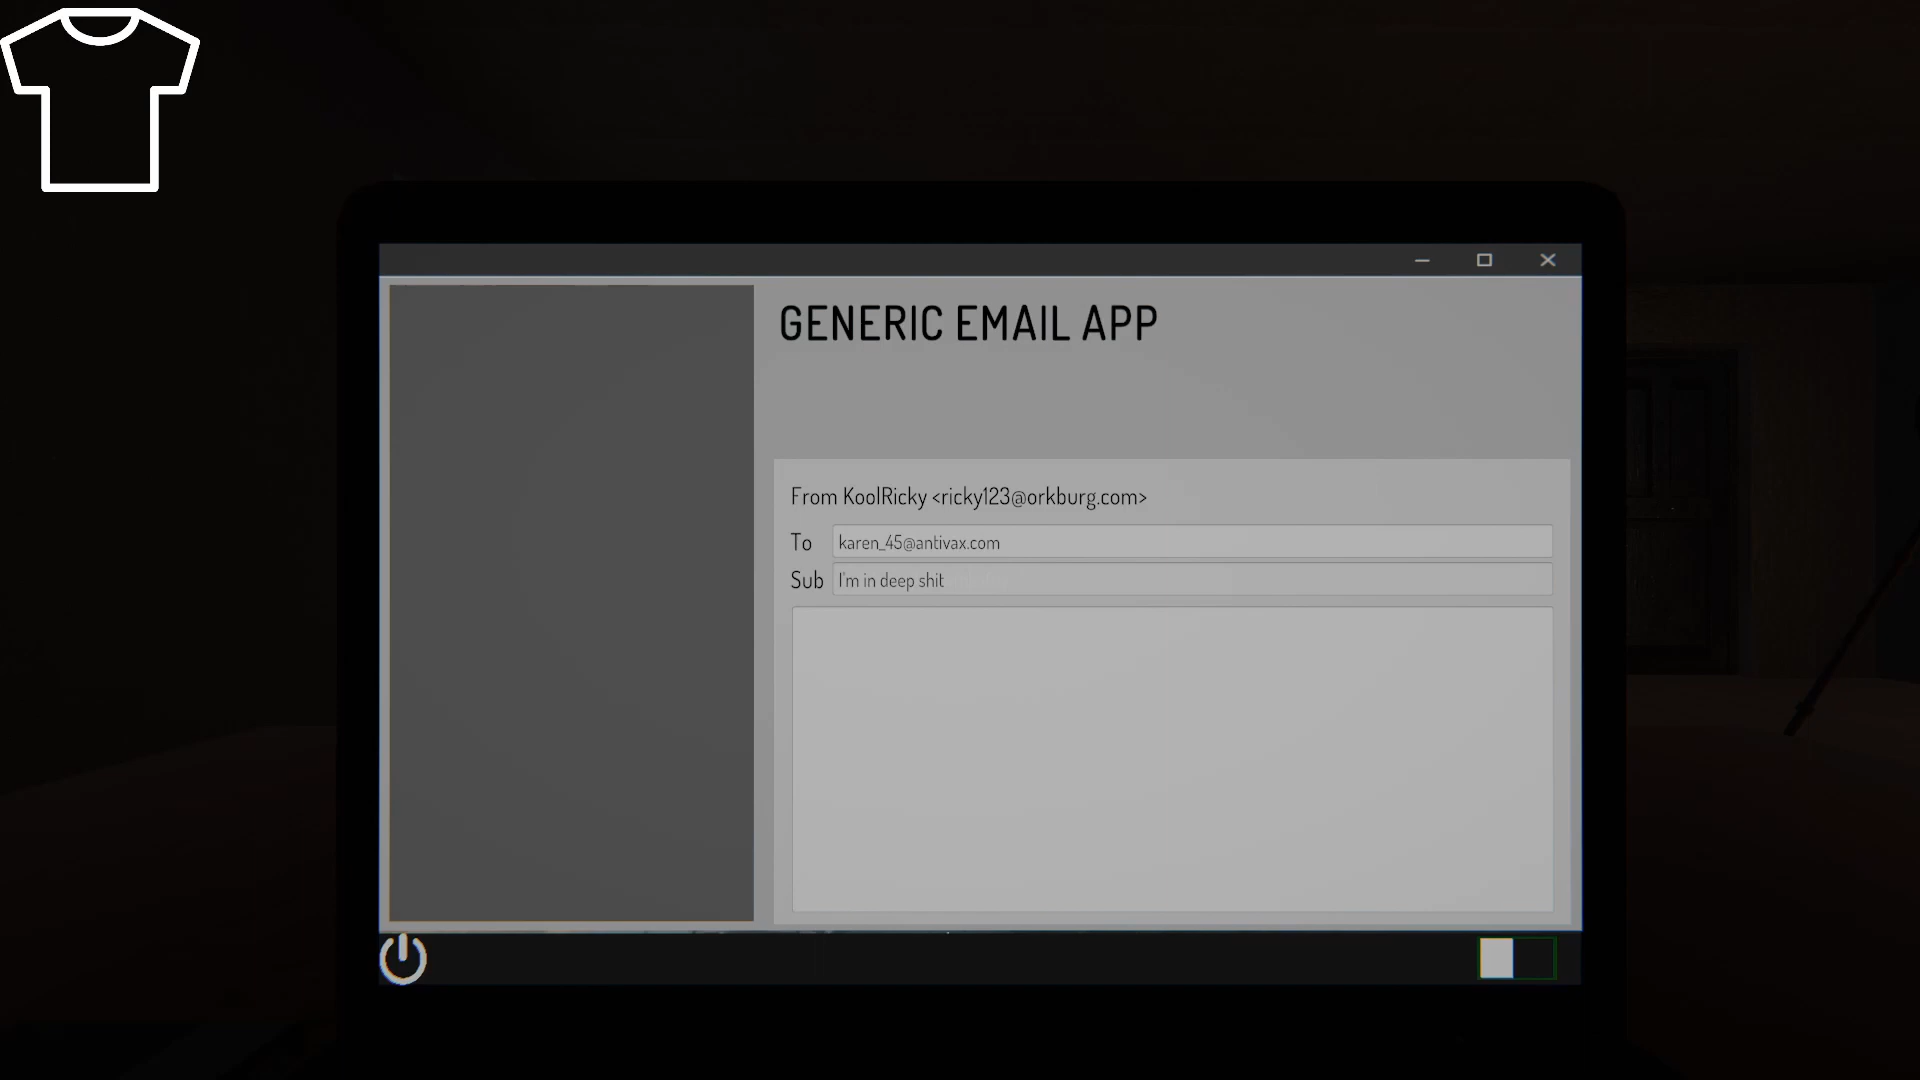 GENERIC EMAIL APP
From KoolRicky <ricky123@orkburg.com>
To karen_45@antivax.com
Sub I'm in deep shit